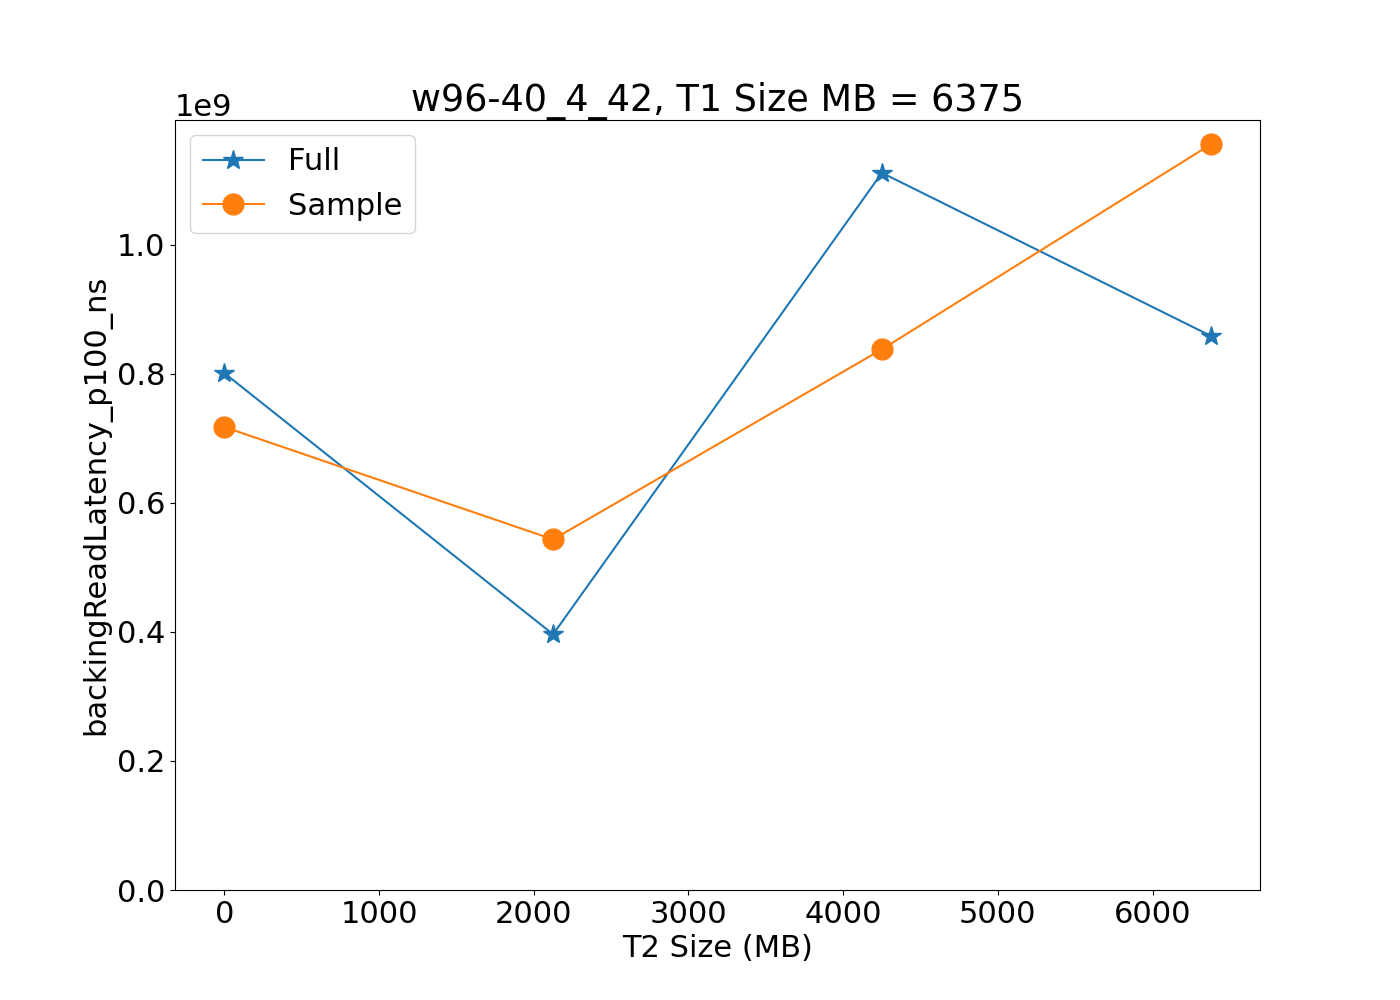 w96-40_4_42, T1 Size MB = 6375
1e9
Full
Sample
1.0
0.8
0.6
0.4
0.2
0.0
backingReadLatency_p100_ns
0 1000 2000 3000 4000 5000 6000
T2 Size (MB)